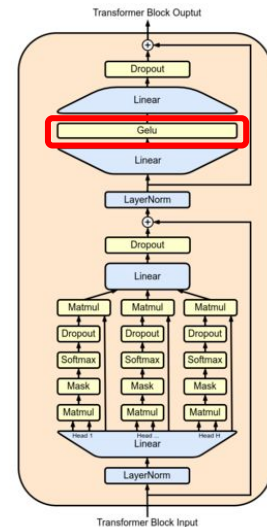 Transformer Block Ouptut
+
Dropout
Linear
Gelu
Linear
LayerNorm
+
Dropout
Linear
Matmul Matmul Matmul
Dropout Dropout Dropout
Softmax Softmax Softmax
Mask Mask Mask
Matmul Matmul Matmul
Head 1 Head ... Head H
Linear
LayerNorm
Transformer Block Input